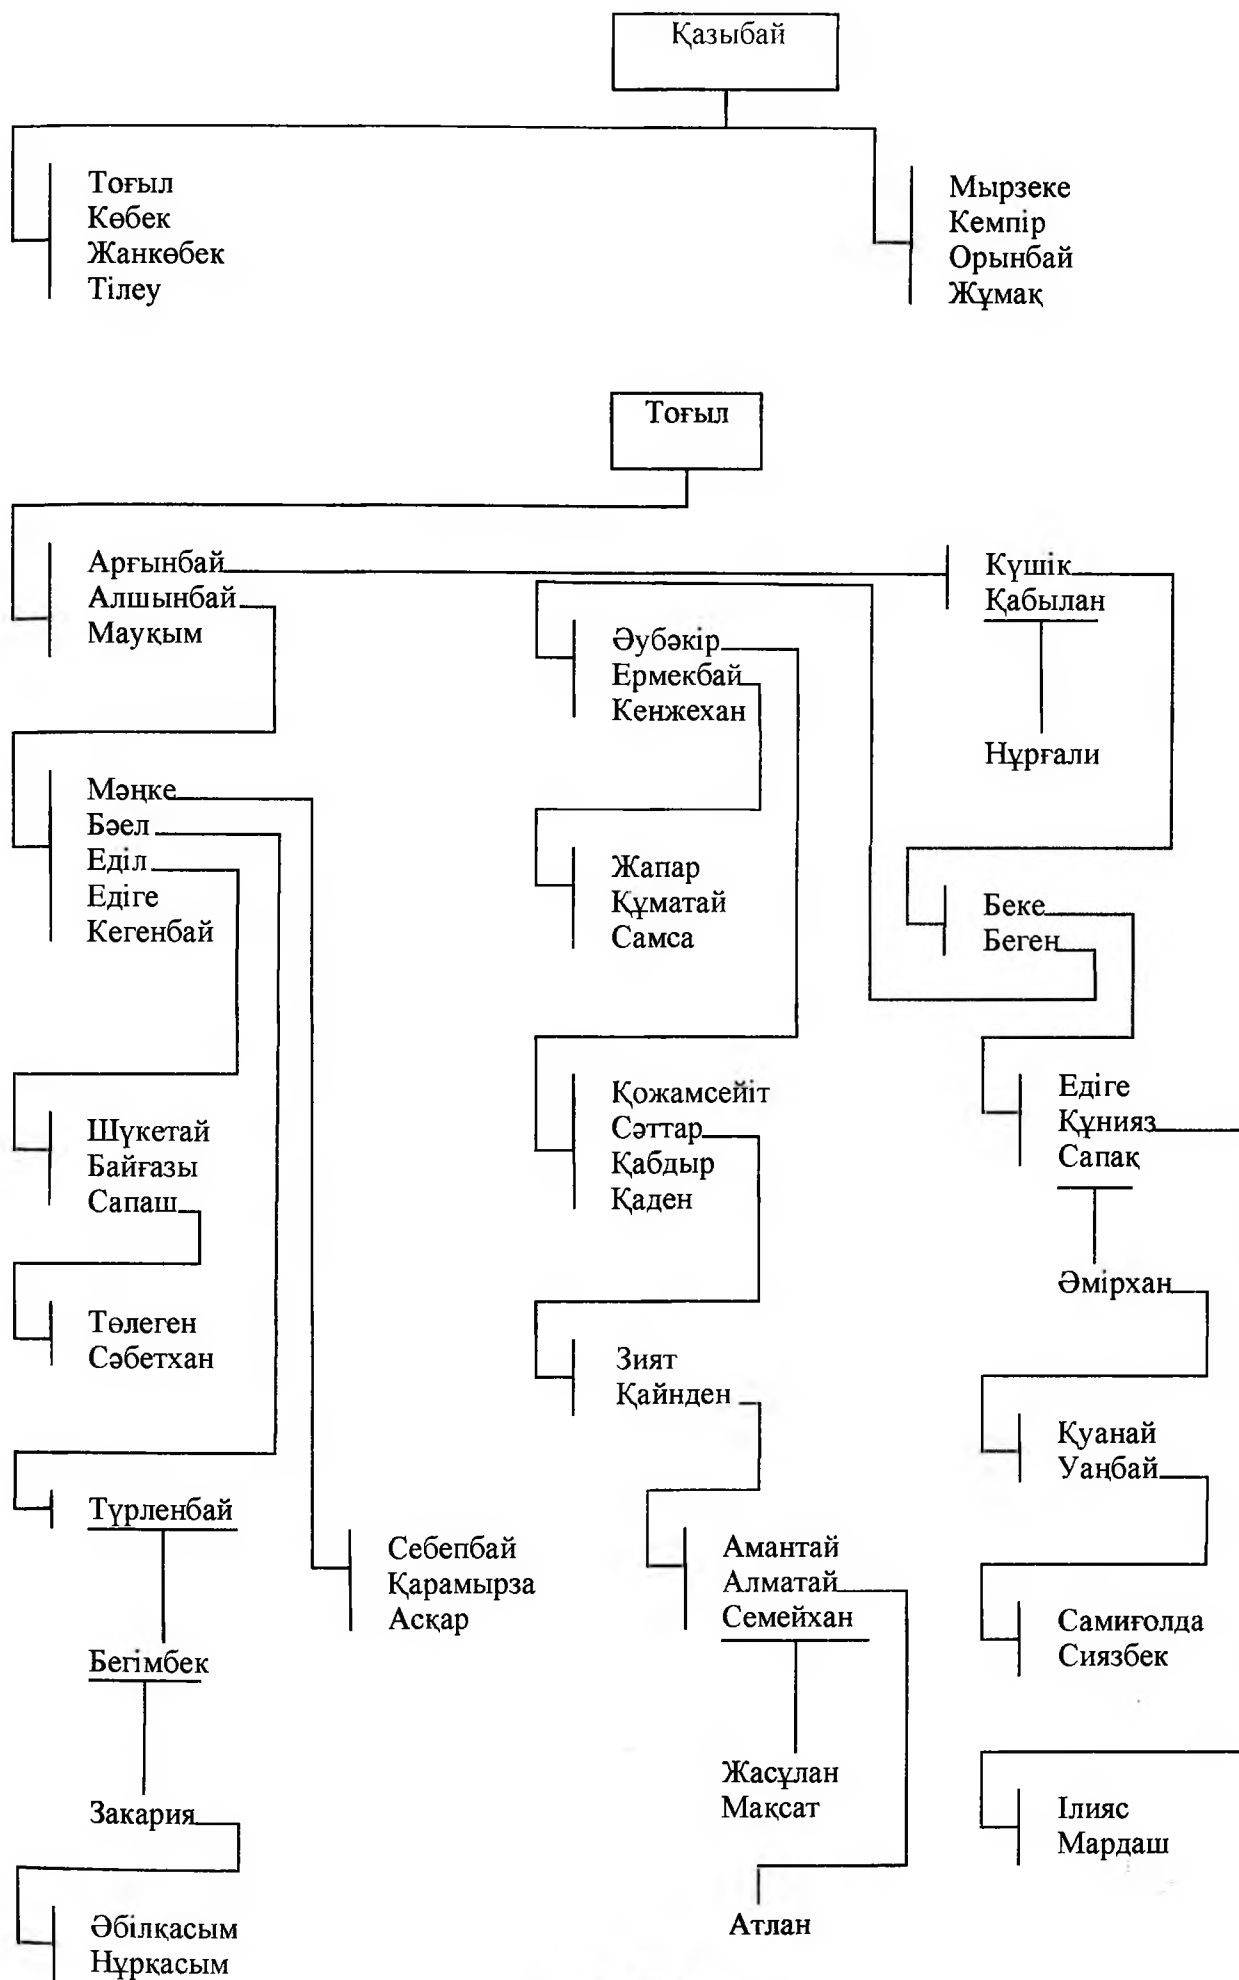 Қазыбай
Тоғыл
Көбек
Жанкөбек
Тілеу
Мырзеке
Кемпір
Орынбай
Жұмақ
Тоғыл
Арғынбай
Алшынбай
Мауқым
Күшік
Қабылан
Нұрғали
Әубәкір
Ермекбай
Кенжехан
Мәңке
Бәел
Еділ
Едіге
Кегенбай
Жапар
Құматай
Самса
Беке
Беген
Шүкетай
Байғазы
Сапаш
Қожамсейіт
Сәттар
Қабдыр
Қаден
Едіге
Құнияз
Сапақ
Әмірхан
Төлеген
Сәбетхан
Зият
Қайнден
Қуанай
Уаңбай
Түрленбай
Себепбай
Қарамырза
Асқар
Амантай
Алматай
Семейхан
Самиғолда
Сиязбек
Бегімбек
Жасұлан
Мақсат
Закария
Ілияс
Мардаш
Атлан
Әбілқасым
Нұрқасым